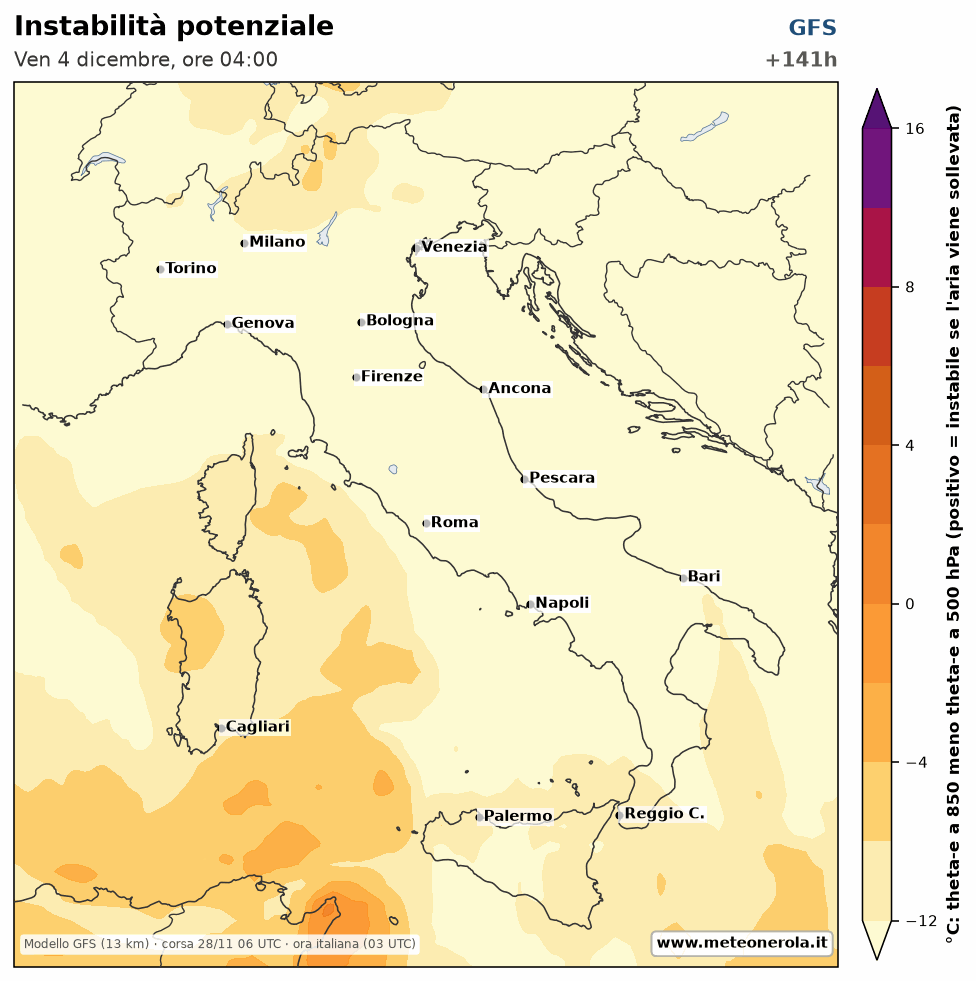 Instabilità potenziale
GFS
Ven 4 dicembre, ore 04:00
+141h
16
8
4
0
−4
−12
°C: theta-e a 850 meno theta-e a 500 hPa (positivo = instabile se l'aria viene sollevata)
Milano
Venezia
Torino
Genova
Bologna
Firenze
Ancona
Pescara
Roma
Bari
Napoli
Cagliari
Palermo
Reggio C.
Modello GFS (13 km) · corsa 28/11 06 UTC · ora italiana (03 UTC)
www.meteonerola.it